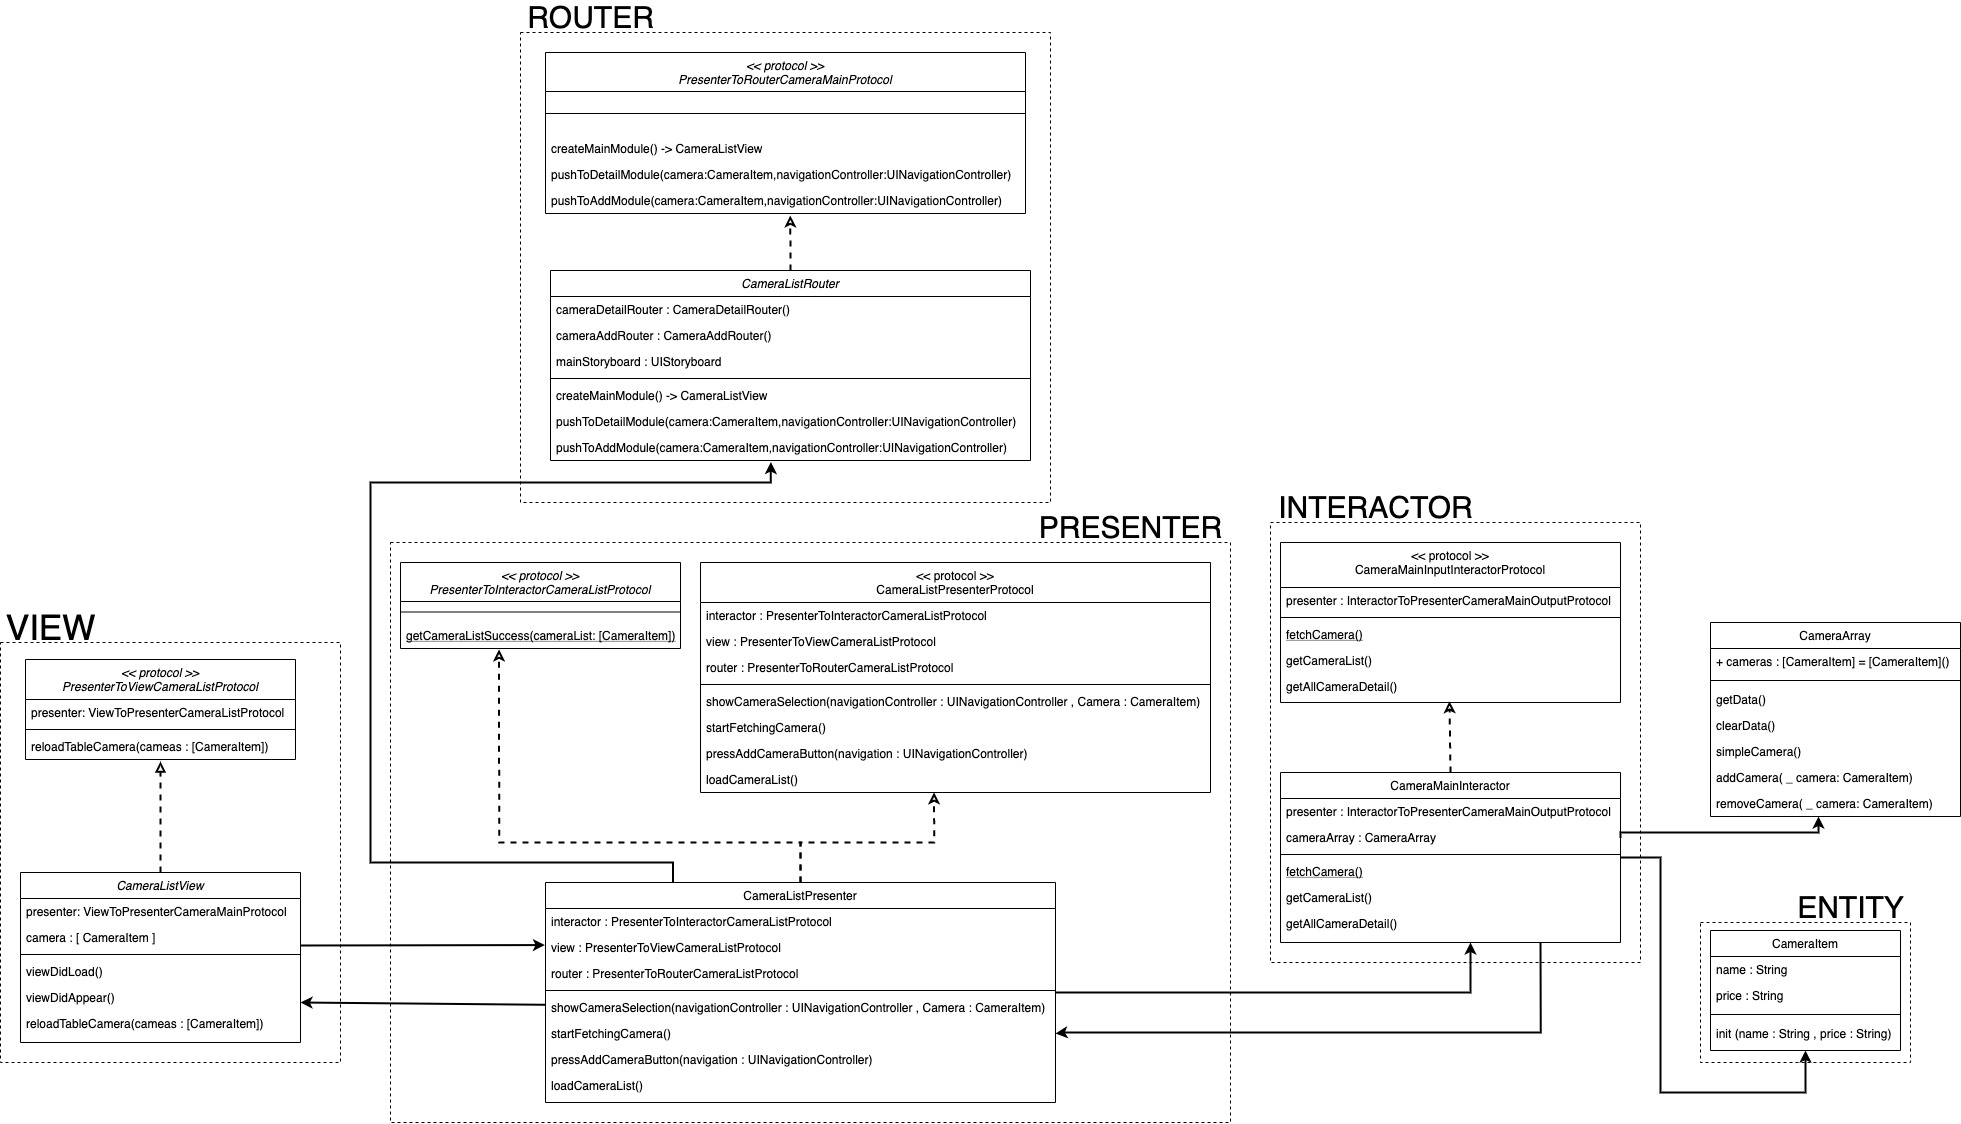 ROUTER
<< protocol >>
PresenterToRouterCameraMainProtocol
createMainModule() -> CameraListView
pushToDetailModule(camera:CameraItem,navigationController:UINavigationController)
pushToAddModule(camera:CameraItem,navigationController:UINavigationController)
CameraListRouter
cameraDetailRouter : CameraDetailRouter()
cameraAddRouter : CameraAddRouter()
mainStoryboard : UIStoryboard
createMainModule() -> CameraListView
pushToDetailModule(camera:CameraItem,navigationController:UINavigationController)
pushToAddModule(camera:CameraItem,navigationController:UINavigationController)
VIEW
<< protocol >>
PresenterToViewCameraListProtocol
presenter: ViewToPresenterCameraListProtocol
reloadTableCamera(cameas : [CameraItem])
CameraListView
presenter: ViewToPresenterCameraMainProtocol
camera : [ CameraItem ]
viewDidLoad()
viewDidAppear()
reloadTableCamera(cameas : [CameraItem])
PRESENTER
<< protocol >>
PresenterToInteractorCameraListProtocol
getCameraListSuccess(cameraList: [CameraItem])
<< protocol >>
CameraListPresenterProtocol
interactor : PresenterToInteractorCameraListProtocol
view : PresenterToViewCameraListProtocol
router : PresenterToRouterCameraListProtocol
showCameraSelection(navigationController : UINavigationController , Camera : CameraItem)
startFetchingCamera()
pressAddCameraButton(navigation : UINavigationController)
loadCameraList()
CameraListPresenter
interactor : PresenterToInteractorCameraListProtocol
view : PresenterToViewCameraListProtocol
router : PresenterToRouterCameraListProtocol
showCameraSelection(navigationController : UINavigationController , Camera : CameraItem)
startFetchingCamera()
pressAddCameraButton(navigation : UINavigationController)
loadCameraList()
INTERACTOR
<< protocol >>
CameraMainInputInteractorProtocol
presenter : InteractorToPresenterCameraMainOutputProtocol
fetchCamera()
getCameraList()
getAllCameraDetail()
CameraMainInteractor
presenter : InteractorToPresenterCameraMainOutputProtocol
cameraArray : CameraArray
fetchCamera()
getCameraList()
getAllCameraDetail()
CameraArray
+ cameras : [CameraItem] = [CameraItem]()
getData()
clearData()
simpleCamera()
addCamera( _ camera: CameraItem)
removeCamera( _ camera: CameraItem)
ENTITY
CameraItem
name : String
price : String
init (name : String , price : String)